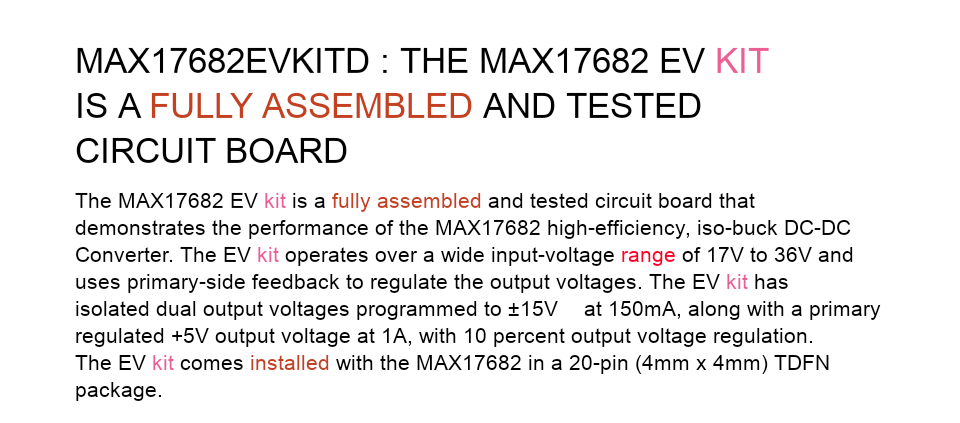 MAX17682EVKITD : THE MAX17682 EV KIT
IS A FULLY ASSEMBLED AND TESTED
CIRCUIT BOARD
The MAX17682 EV kit is a fully assembled and tested circuit board that
demonstrates the performance of the MAX17682 high-efficiency, iso-buck DC-DC
Converter. The EV kit operates over a wide input-voltage range of 17V to 36V and
uses primary-side feedback to regulate the output voltages. The EV kit has
isolated dual output voltages programmed to ±15V at 150mA, along with a primary
regulated +5V output voltage at 1A, with 10 percent output voltage regulation.
The EV kit comes installed with the MAX17682 in a 20-pin (4mm x 4mm) TDFN
package.